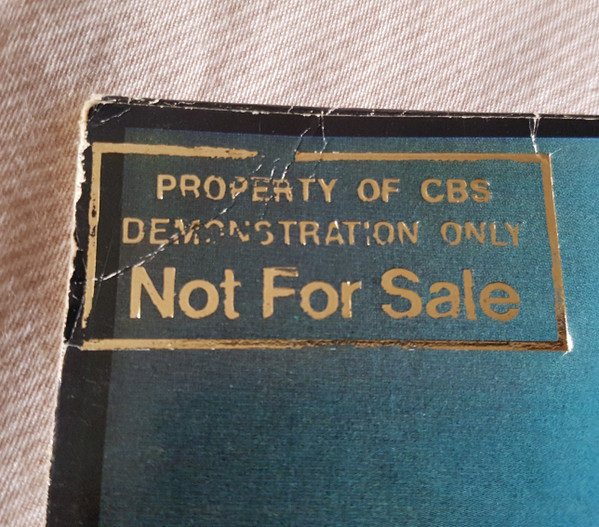 PROPERTY OF CBS
DEMONSTRATION ONLY
Not For Sale